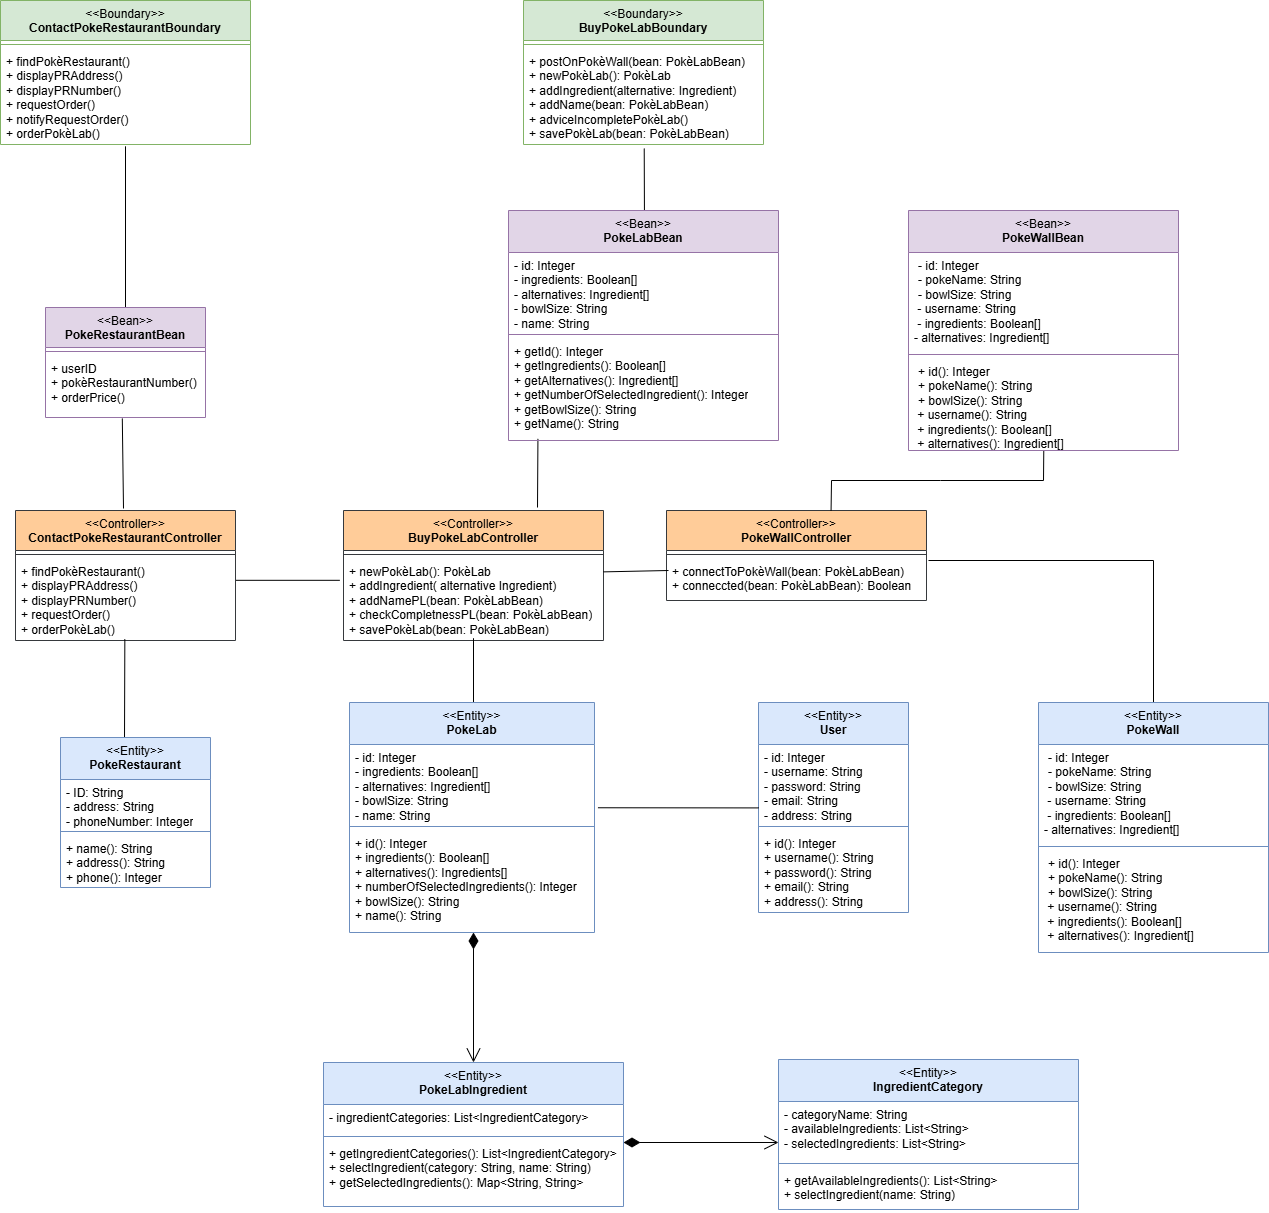 <<Boundary>>
ContactPokeRestaurantBoundary
+ findPokèRestaurant()
+ displayPRAddress()
+ displayPRNumber()
+ requestOrder()
+ notifyRequestOrder()
+ orderPokèLab()
<<Boundary>>
BuyPokeLabBoundary
+ postOnPokèWall(bean: PokèLabBean)
+ newPokèLab(): PokèLab
+ addIngredient(alternative: Ingredient)
+ addName(bean: PokèLabBean)
+ adviceIncompletePokèLab()
+ savePokèLab(bean: PokèLabBean)
<<Bean>>
PokeLabBean
- id: Integer
- ingredients: Boolean[]
- alternatives: Ingredient[]
- bowlSize: String
- name: String
+ getId(): Integer
+ getIngredients(): Boolean[]
+ getAlternatives(): Ingredient[]
+ getNumberOfSelectedIngredient(): Integer
+ getBowlSize(): String
+ getName(): String
<<Bean>>
PokeWallBean
- id: Integer
- pokeName: String
- bowlSize: String
- username: String
- ingredients: Boolean[]
- alternatives: Ingredient[]
+ id(): Integer
+ pokeName(): String
+ bowlSize(): String
+ username(): String
+ ingredients(): Boolean[]
+ alternatives(): Ingredient[]
<<Bean>>
PokeRestaurantBean
+ userID
+ pokèRestaurantNumber()
+ orderPrice()
<<Controller>>
ContactPokeRestaurantController
+ findPokèRestaurant()
+ displayPRAddress()
+ displayPRNumber()
+ requestOrder()
+ orderPokèLab()
<<Controller>>
BuyPokeLabController
+ newPokèLab(): PokèLab
+ addIngredient( alternative Ingredient)
+ addNamePL(bean: PokèLabBean)
+ checkCompletnessPL(bean: PokèLabBean)
+ savePokèLab(bean: PokèLabBean)
<<Controller>>
PokeWallController
+ connectToPokèWall(bean: PokèLabBean)
+ conneccted(bean: PokèLabBean): Boolean
<<Entity>>
PokeRestaurant
- ID: String
- address: String
- phoneNumber: Integer
+ name(): String
+ address(): String
+ phone(): Integer
<<Entity>>
PokeLab
- id: Integer
- ingredients: Boolean[]
- alternatives: Ingredient[]
- bowlSize: String
- name: String
+ id(): Integer
+ ingredients(): Boolean[]
+ alternatives(): Ingredients[]
+ numberOfSelectedIngredients(): Integer
+ bowlSize(): String
+ name(): String
<<Entity>>
User
- id: Integer
- username: String
- password: String
- email: String
- address: String
+ id(): Integer
+ username(): String
+ password(): String
+ email(): String
+ address(): String
<<Entity>>
PokeWall
- id: Integer
- pokeName: String
- bowlSize: String
- username: String
- ingredients: Boolean[]
- alternatives: Ingredient[]
+ id(): Integer
+ pokeName(): String
+ bowlSize(): String
+ username(): String
+ ingredients(): Boolean[]
+ alternatives(): Ingredient[]
<<Entity>>
PokeLabIngredient
- ingredientCategories: List<IngredientCategory>
+ getIngredientCategories(): List<IngredientCategory>
+ selectIngredient(category: String, name: String)
+ getSelectedIngredients(): Map<String, String>
<<Entity>>
IngredientCategory
- categoryName: String
- availableIngredients: List<String>
- selectedIngredients: List<String>
+ getAvailableIngredients(): List<String>
+ selectIngredient(name: String)